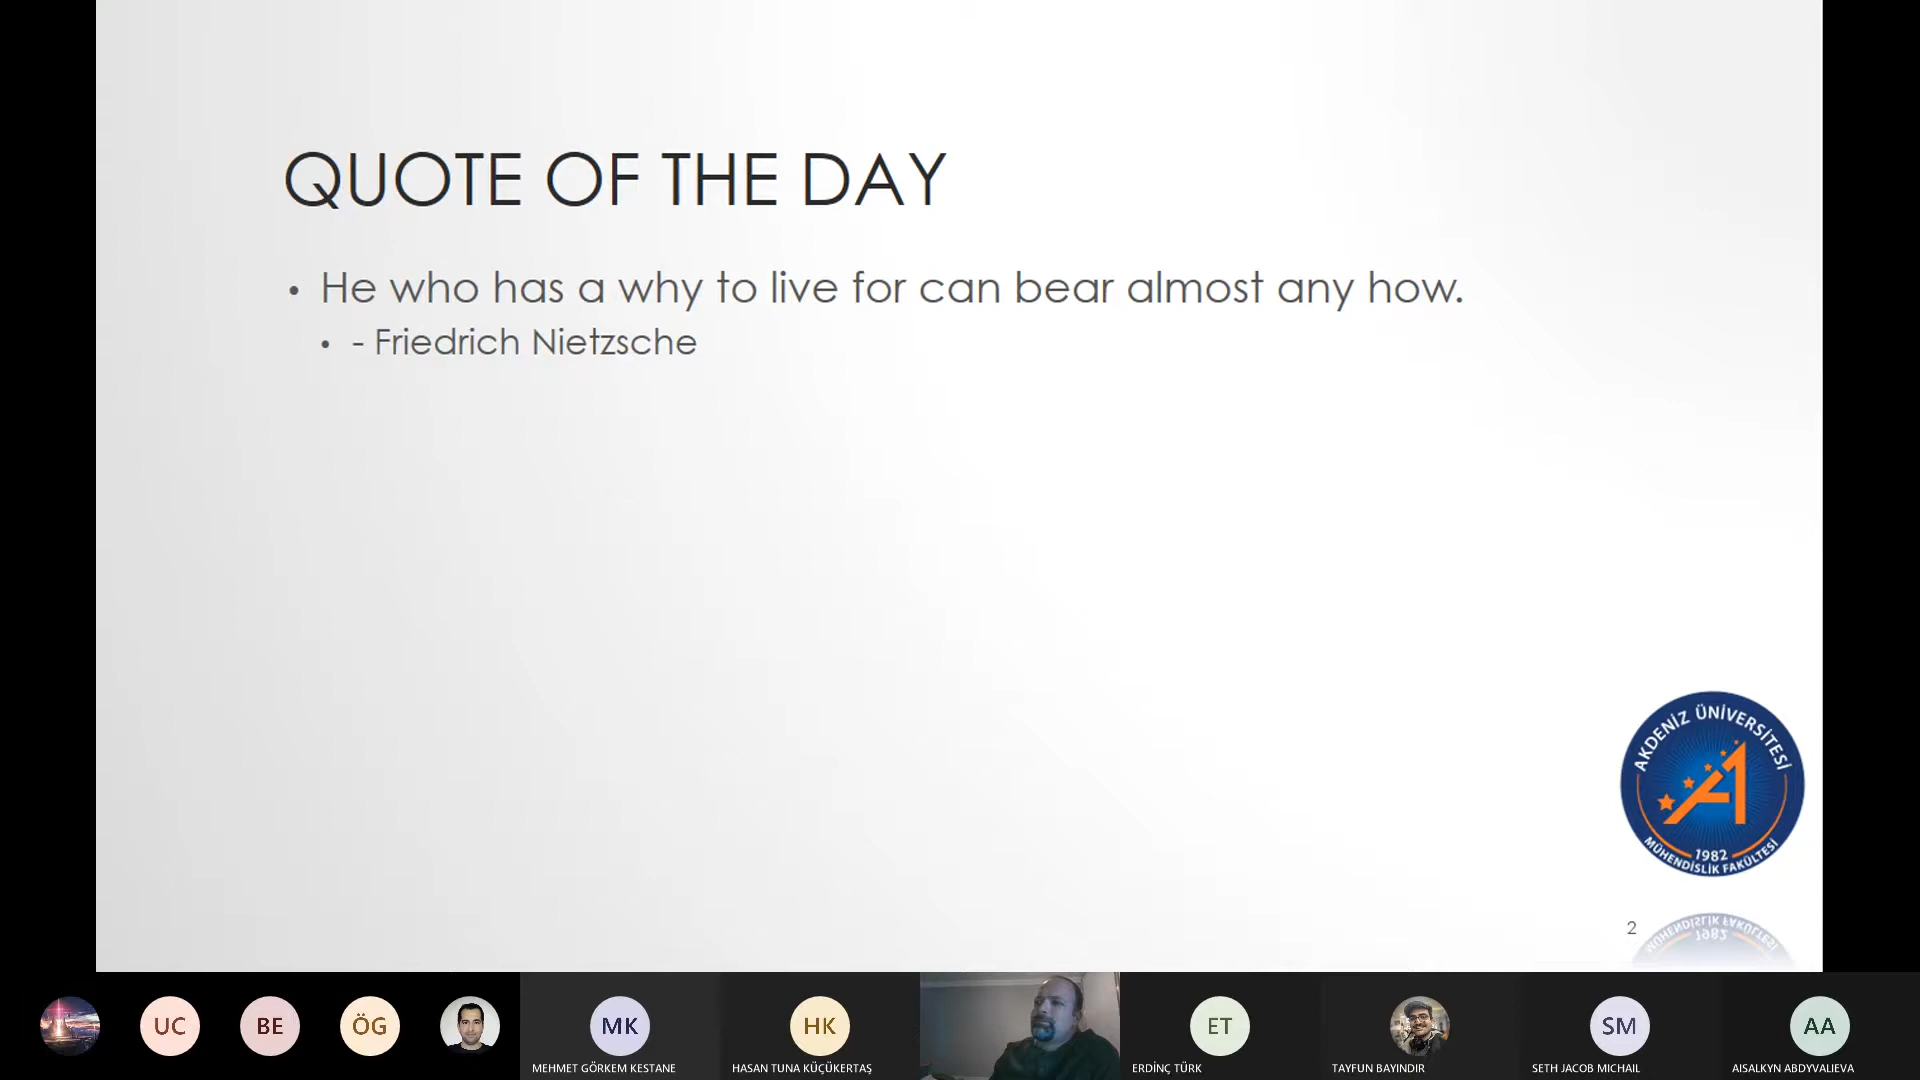 QUOTE OF THE DAY
• He who has a why to live for can bear almost any how.
• - Friedrich Nietzsche
AKDENİZ ÜNİVERSİTESİ
1982
MÜHENDİSLİK FAKÜLTESİ
2
UC
BE
ÖG
MK
HK
ET
SM
AA
MEHMET GÖRKEM KESTANE
HASAN TUNA KÜÇÜKERTAŞ
ERDİNÇ TÜRK
TAYFUN BAYINDIR
SETH JACOB MICHAIL
AISALKYN ABDYVALIEVA